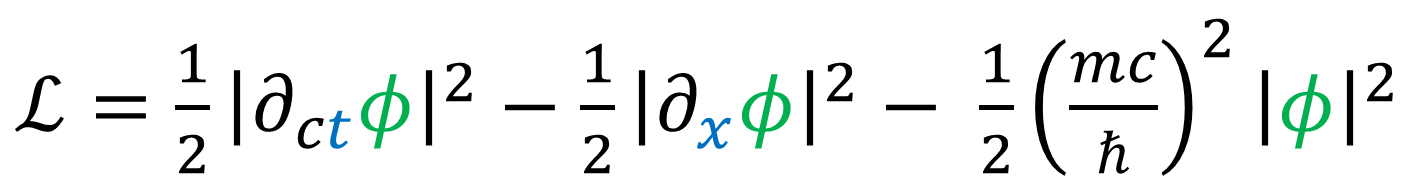 ℒ = 1/2 |∂_{ct}ϕ|² − 1/2 |∂_xϕ|² − 1/2 (mc/ħ)² |ϕ|²